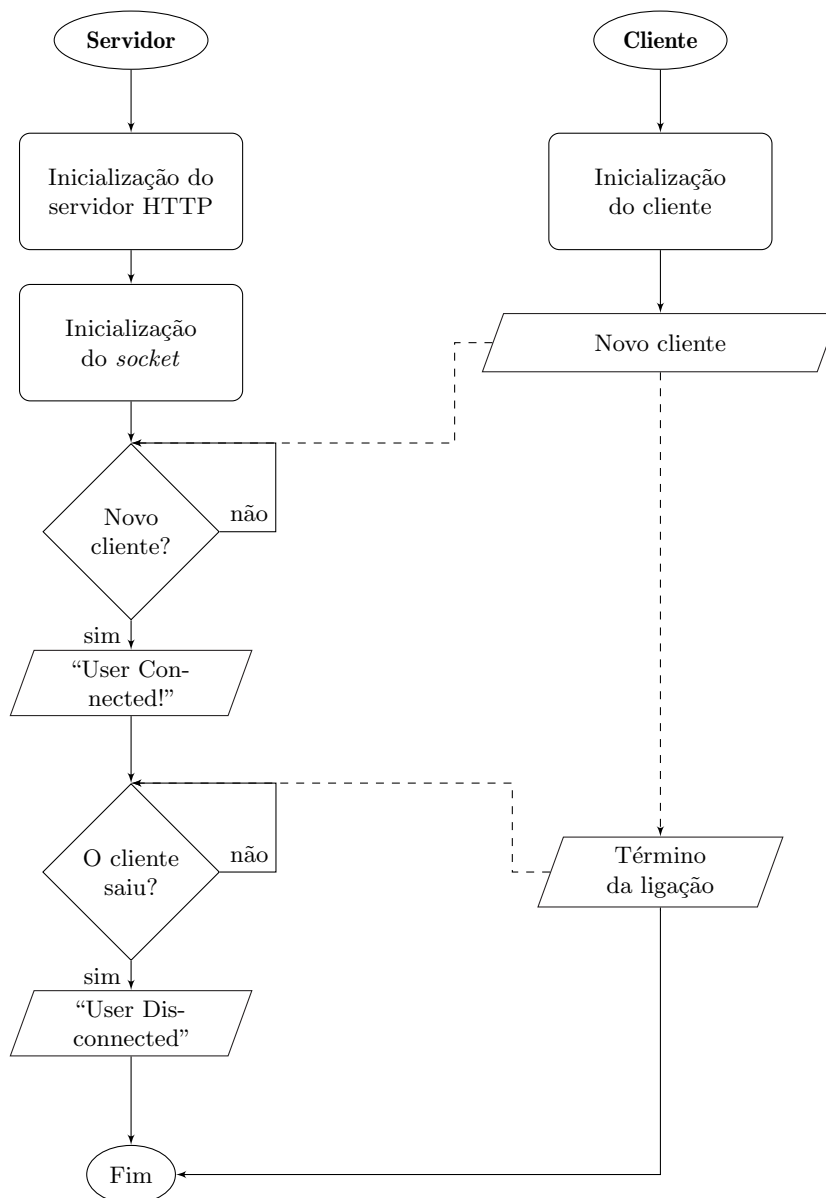 Servidor
Cliente
Inicialização do
servidor HTTP
Inicialização
do cliente
Inicialização
do socket
Novo cliente
Novo
cliente?
não
sim
“User Con-
nected!”
O cliente
saiu?
não
Término
da ligação
sim
“User Dis-
connected”
Fim